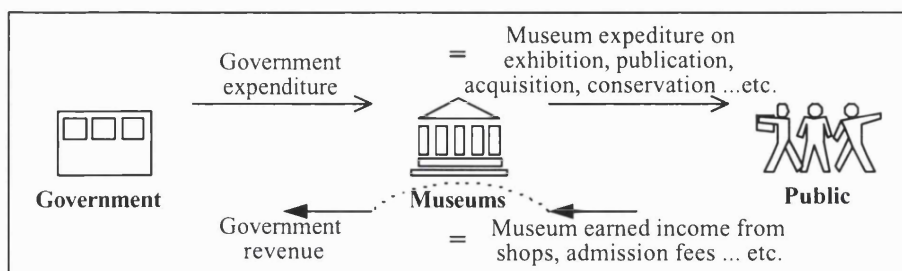 Government
expenditure
=
Museum expediture on
exhibition, publication,
acquisition, conservation ...etc.
Government
Museums
Public
Government
revenue
=
Museum earned income from
shops, admission fees ... etc.